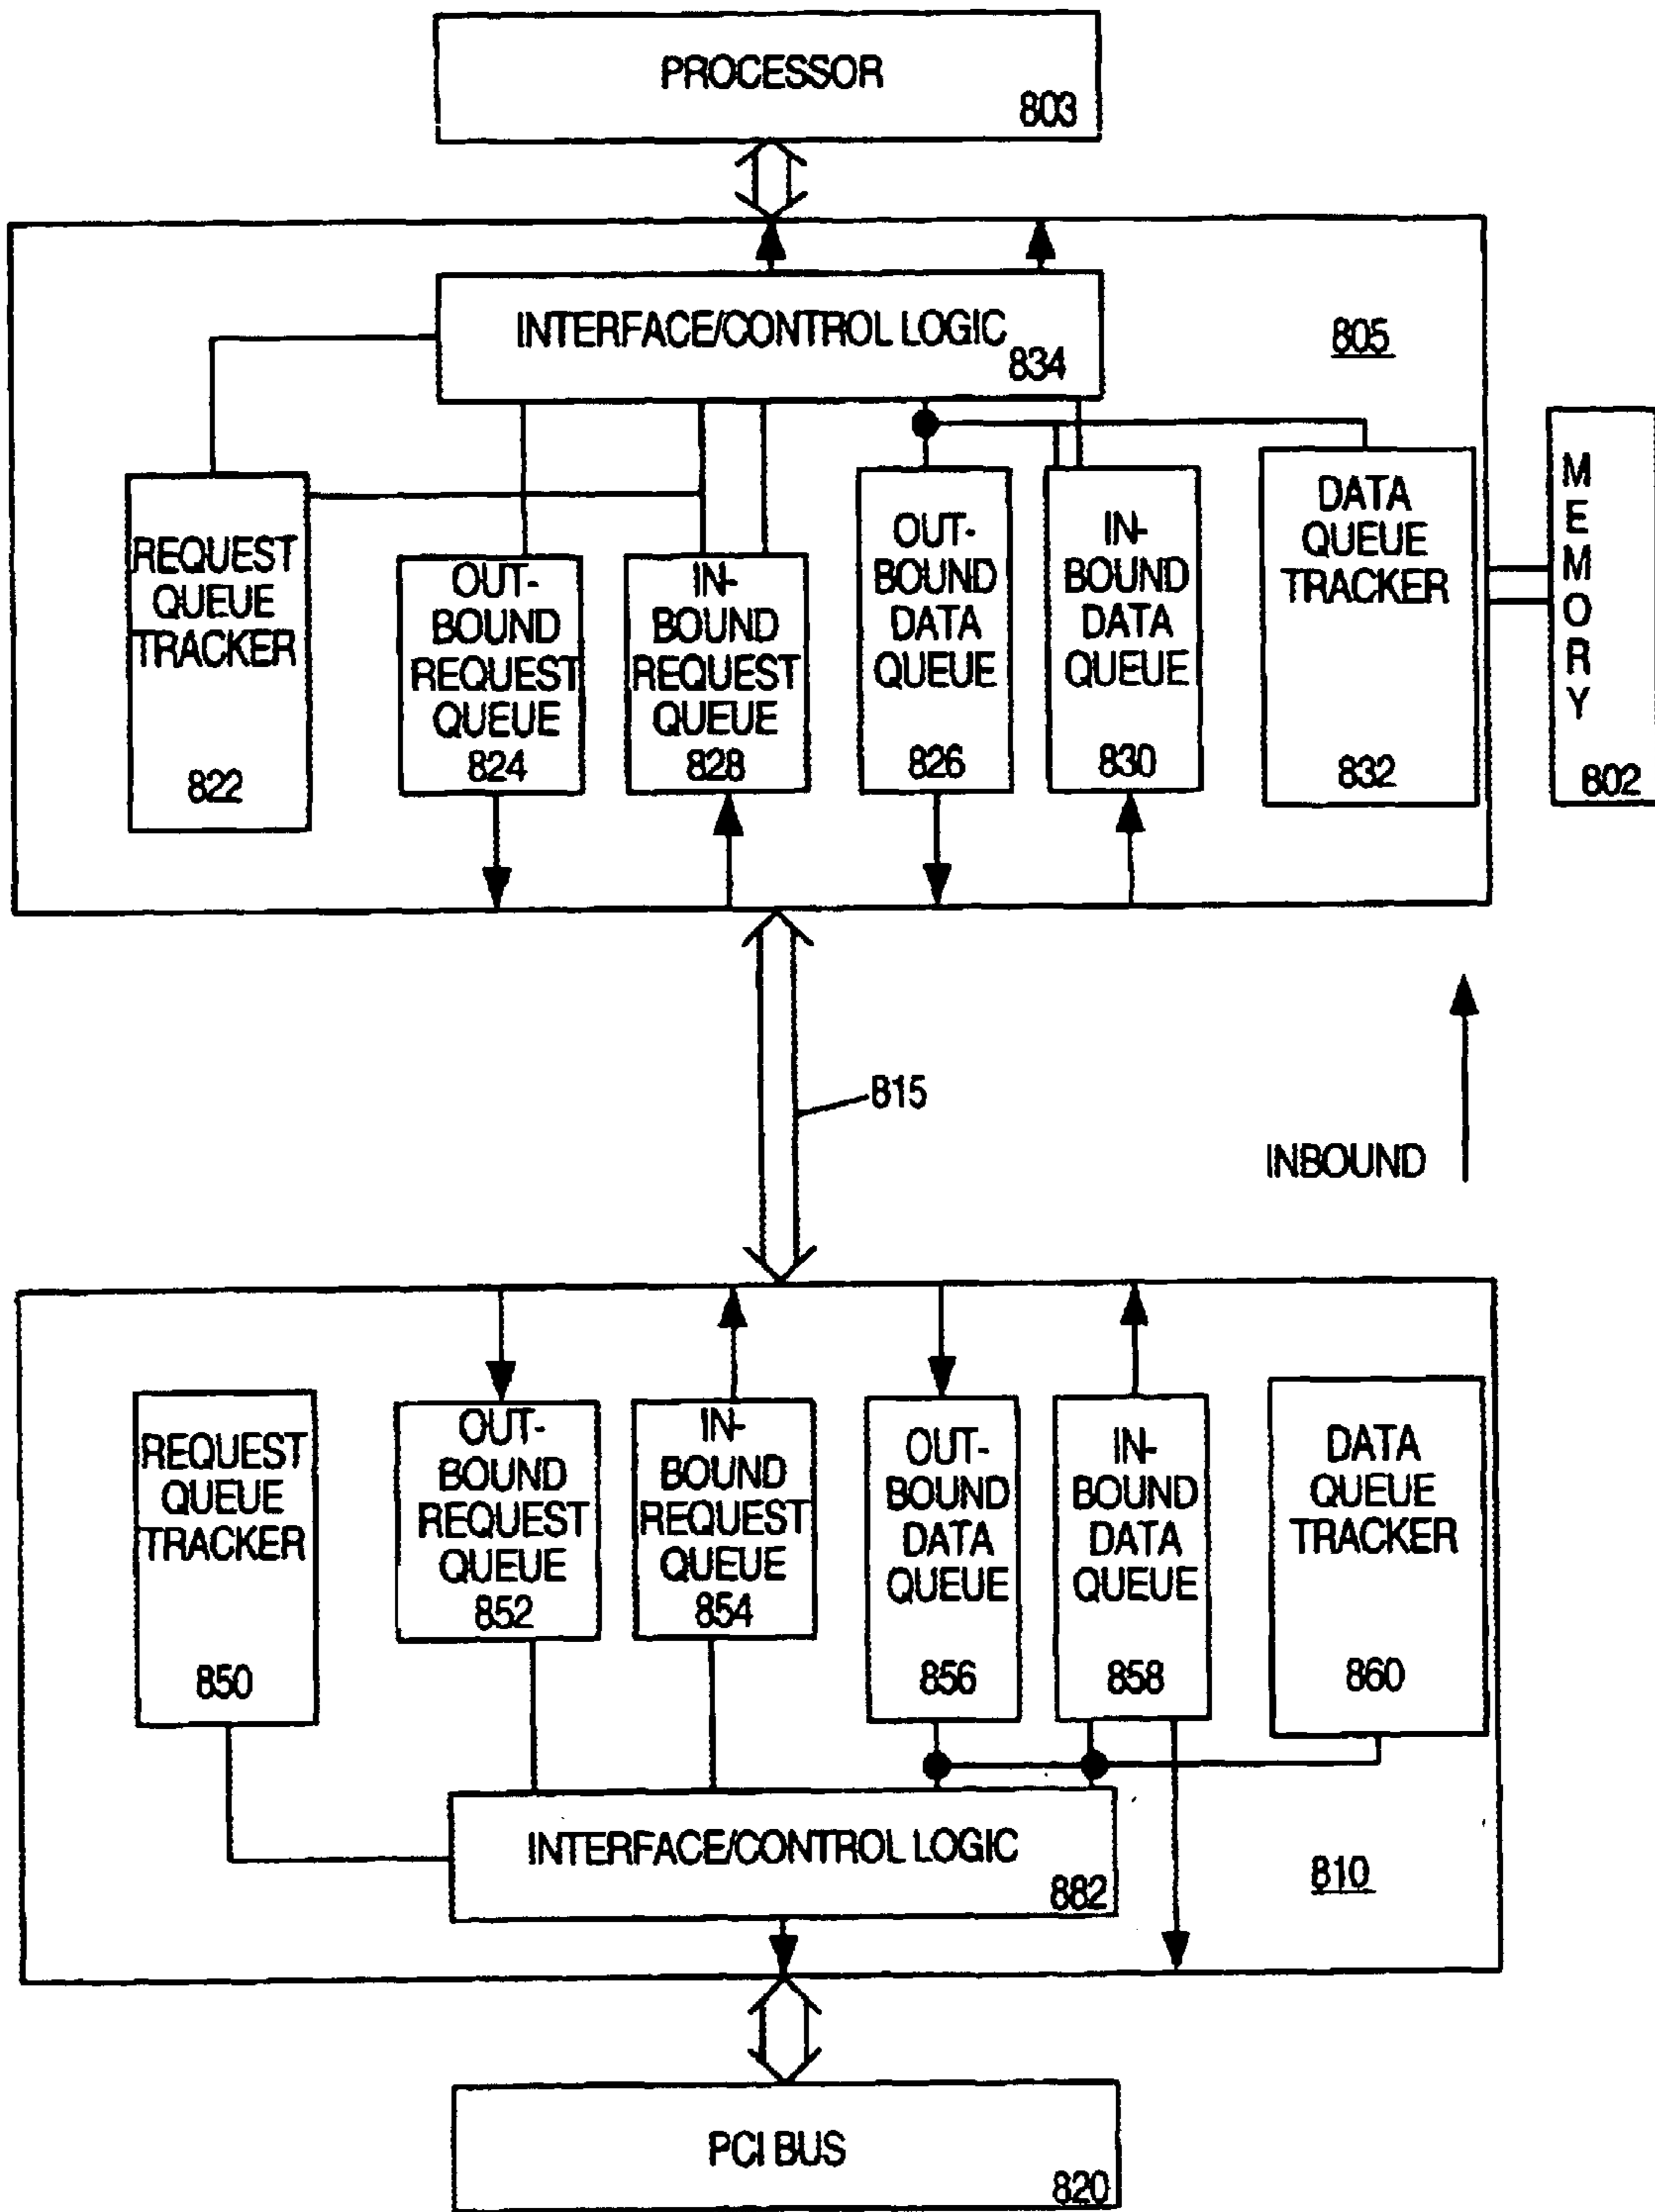 PROCESSOR
803
INTERFACE/CONTROL LOGIC
834
805
REQUEST
QUEUE
TRACKER
822
OUT-
BOUND
REQUEST
QUEUE
824
IN-
BOUND
REQUEST
QUEUE
828
OUT-
BOUND
DATA
QUEUE
826
IN-
BOUND
DATA
QUEUE
830
DATA
QUEUE
TRACKER
832
M
E
M
O
R
Y
802
815
INBOUND
REQUEST
QUEUE
TRACKER
850
OUT-
BOUND
REQUEST
QUEUE
852
IN-
BOUND
REQUEST
QUEUE
854
OUT-
BOUND
DATA
QUEUE
856
IN-
BOUND
DATA
QUEUE
858
DATA
QUEUE
TRACKER
860
INTERFACE/CONTROL LOGIC
882
810
PCI BUS
820